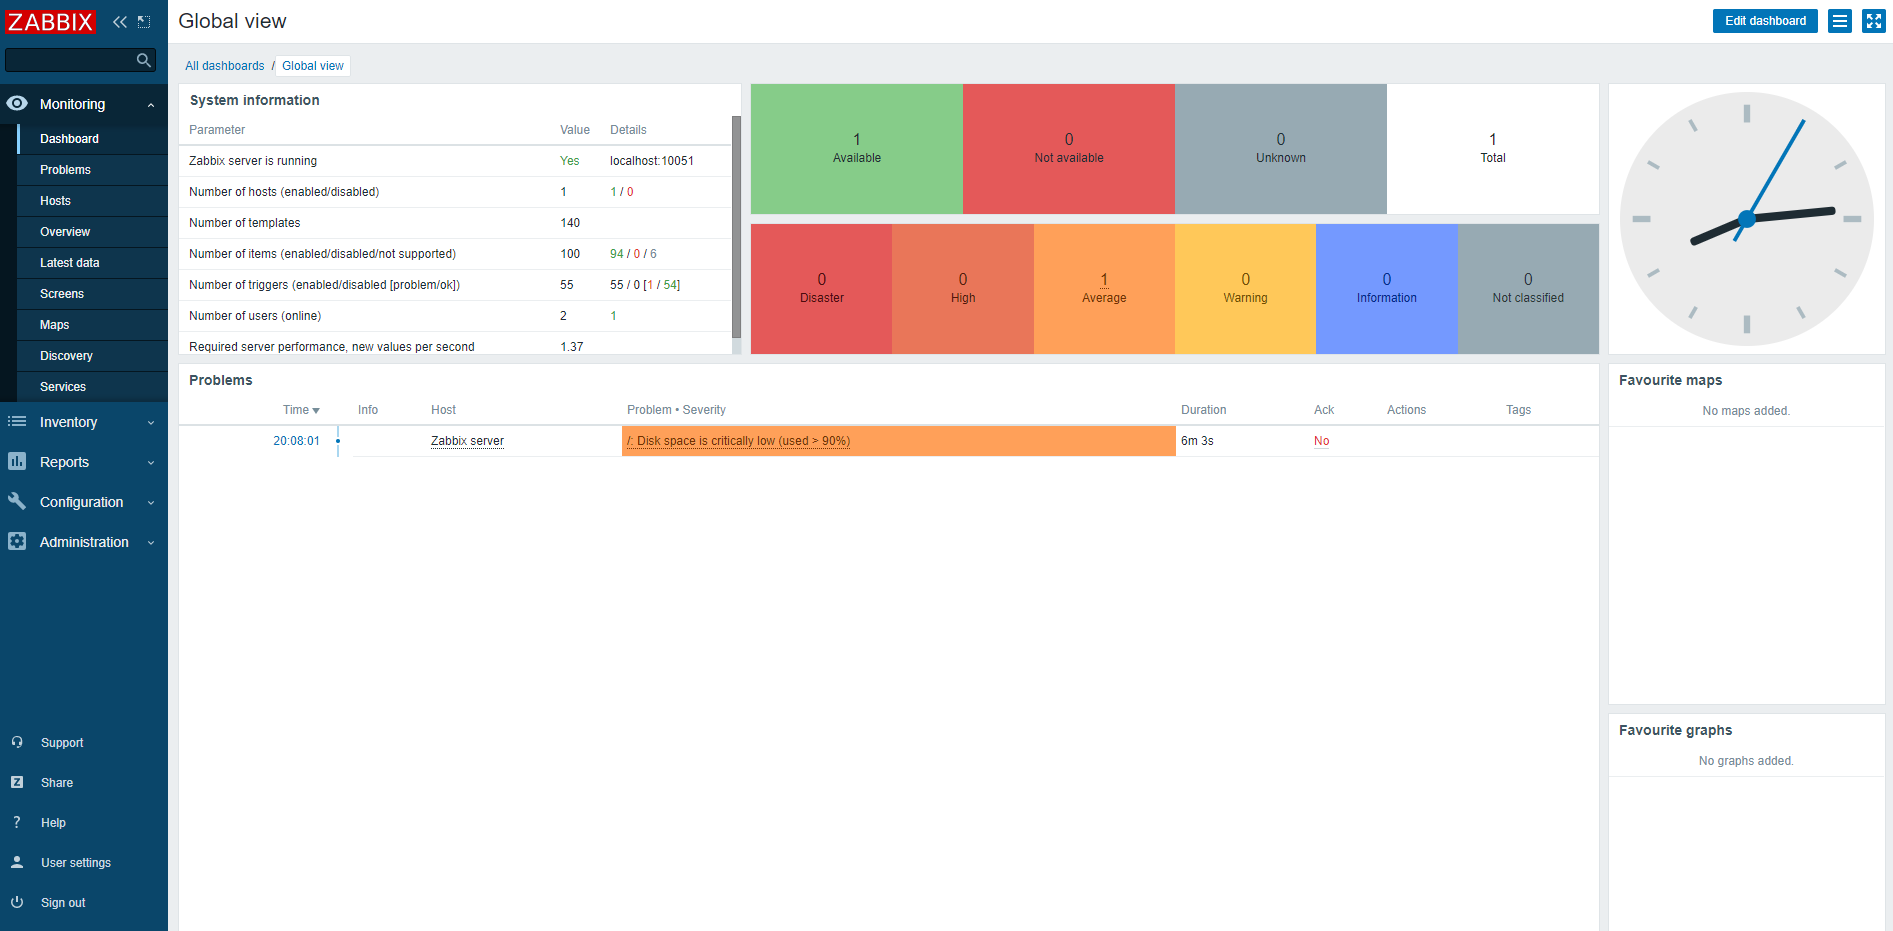 ZABBIX
Monitoring
Dashboard
Problems
Hosts
Overview
Latest data
Screens
Maps
Discovery
Services
Inventory
Reports
Configuration
Administration
Support
Z Share
? Help
User settings
Sign out
Global view
Edit dashboard
All dashboards / Global view
System information
Parameter Value Details
Zabbix server is running Yes localhost:10051
Number of hosts (enabled/disabled) 1 1 / 0
Number of templates 140
Number of items (enabled/disabled/not supported) 100 94 / 0 / 6
Number of triggers (enabled/disabled [problem/ok]) 55 55 / 0 [1 / 54]
Number of users (online) 2 1
Required server performance, new values per second 1.37
1 0 0 1
Available Not available Unknown Total
0 0 1 0 0 0
Disaster High Average Warning Information Not classified
Problems
Time Info Host Problem • Severity Duration Ack Actions Tags
20:08:01 Zabbix server /: Disk space is critically low (used > 90%) 6m 3s No
Favourite maps
No maps added.
Favourite graphs
No graphs added.